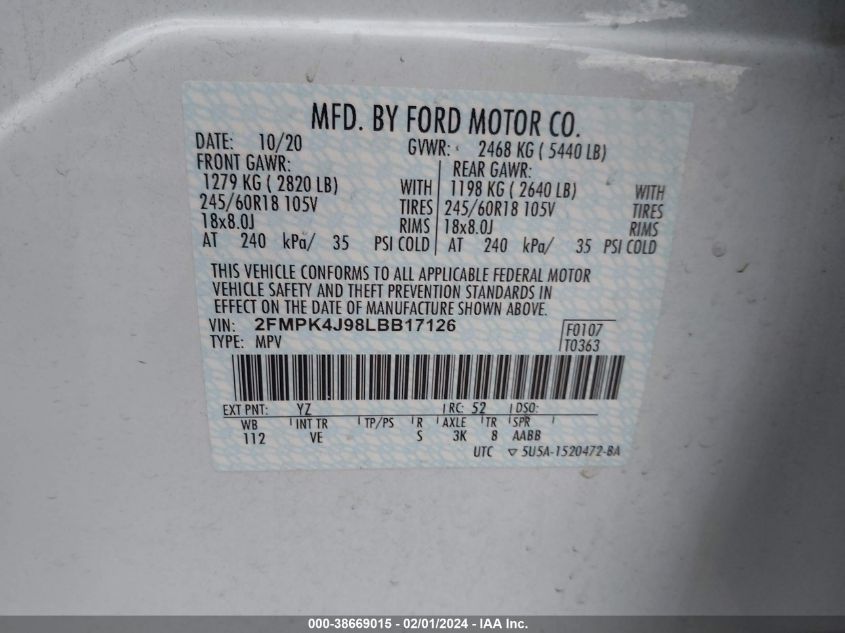 MFD. BY FORD MOTOR CO.
DATE: 10/20 GVWR: 2468 KG ( 5440 LB)
FRONT GAWR: REAR GAWR:
1279 KG ( 2820 LB) WITH 1198 KG ( 2640 LB) WITH
245/60R18 105V TIRES 245/60R18 105V TIRES
18x8.0J RIMS 18x8.0J RIMS
AT 240 kPa/ 35 PSI COLD AT 240 kPa/ 35 PSI COLD
THIS VEHICLE CONFORMS TO ALL APPLICABLE FEDERAL MOTOR
VEHICLE SAFETY AND THEFT PREVENTION STANDARDS IN
EFFECT ON THE DATE OF MANUFACTURE SHOWN ABOVE.
VIN: 2FMPK4J98LBB17126 F0107
TYPE: MPV T0363
EXT PNT: YZ RC: 52 DSO:
WB INT TR TP/PS R AXLE TR SPR
112 VE S 3K 8 AABB
UTC ▽ 5U5A-1520472-BA
000-38669015 - 02/01/2024 - IAA Inc.